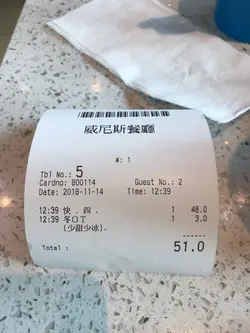 威尼斯餐廳
#: 1
Tbl No.: 5
Cardno: 800114 Guest No.: 2
Date: 2018-11-14 Time: 12:39
12:39 快．四． 1 48.0
12:39 冬OT 1 3.0
(少甜少冰).
Total : 51.0